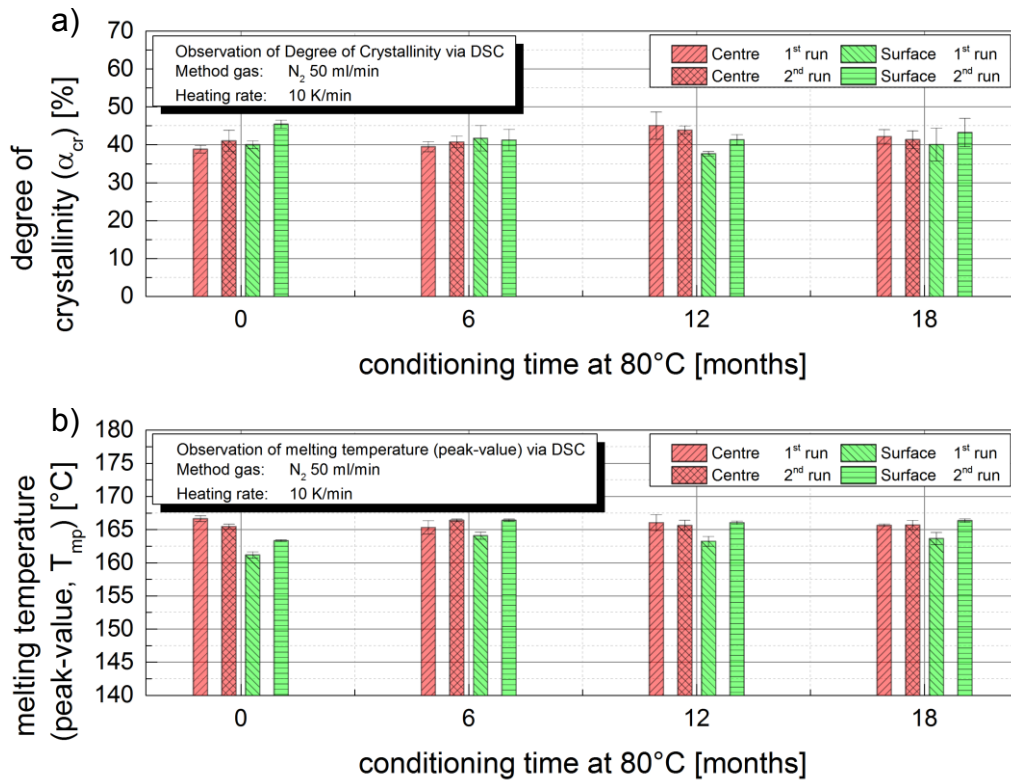 a)
70
60
50
40
30
20
10
0
degree of
crystallinity (α_cr) [%]
Observation of Degree of Crystallinity via DSC
Method gas: N₂ 50 ml/min
Heating rate: 10 K/min
Centre 1st run Surface 1st run
Centre 2nd run Surface 2nd run
0 6 12 18
conditioning time at 80°C [months]
b)
180
175
170
165
160
155
150
145
140
melting temperature
(peak-value, T_mp) [°C]
Observation of melting temperature (peak-value) via DSC
Method gas: N₂ 50 ml/min
Heating rate: 10 K/min
Centre 1st run Surface 1st run
Centre 2nd run Surface 2nd run
0 6 12 18
conditioning time at 80°C [months]